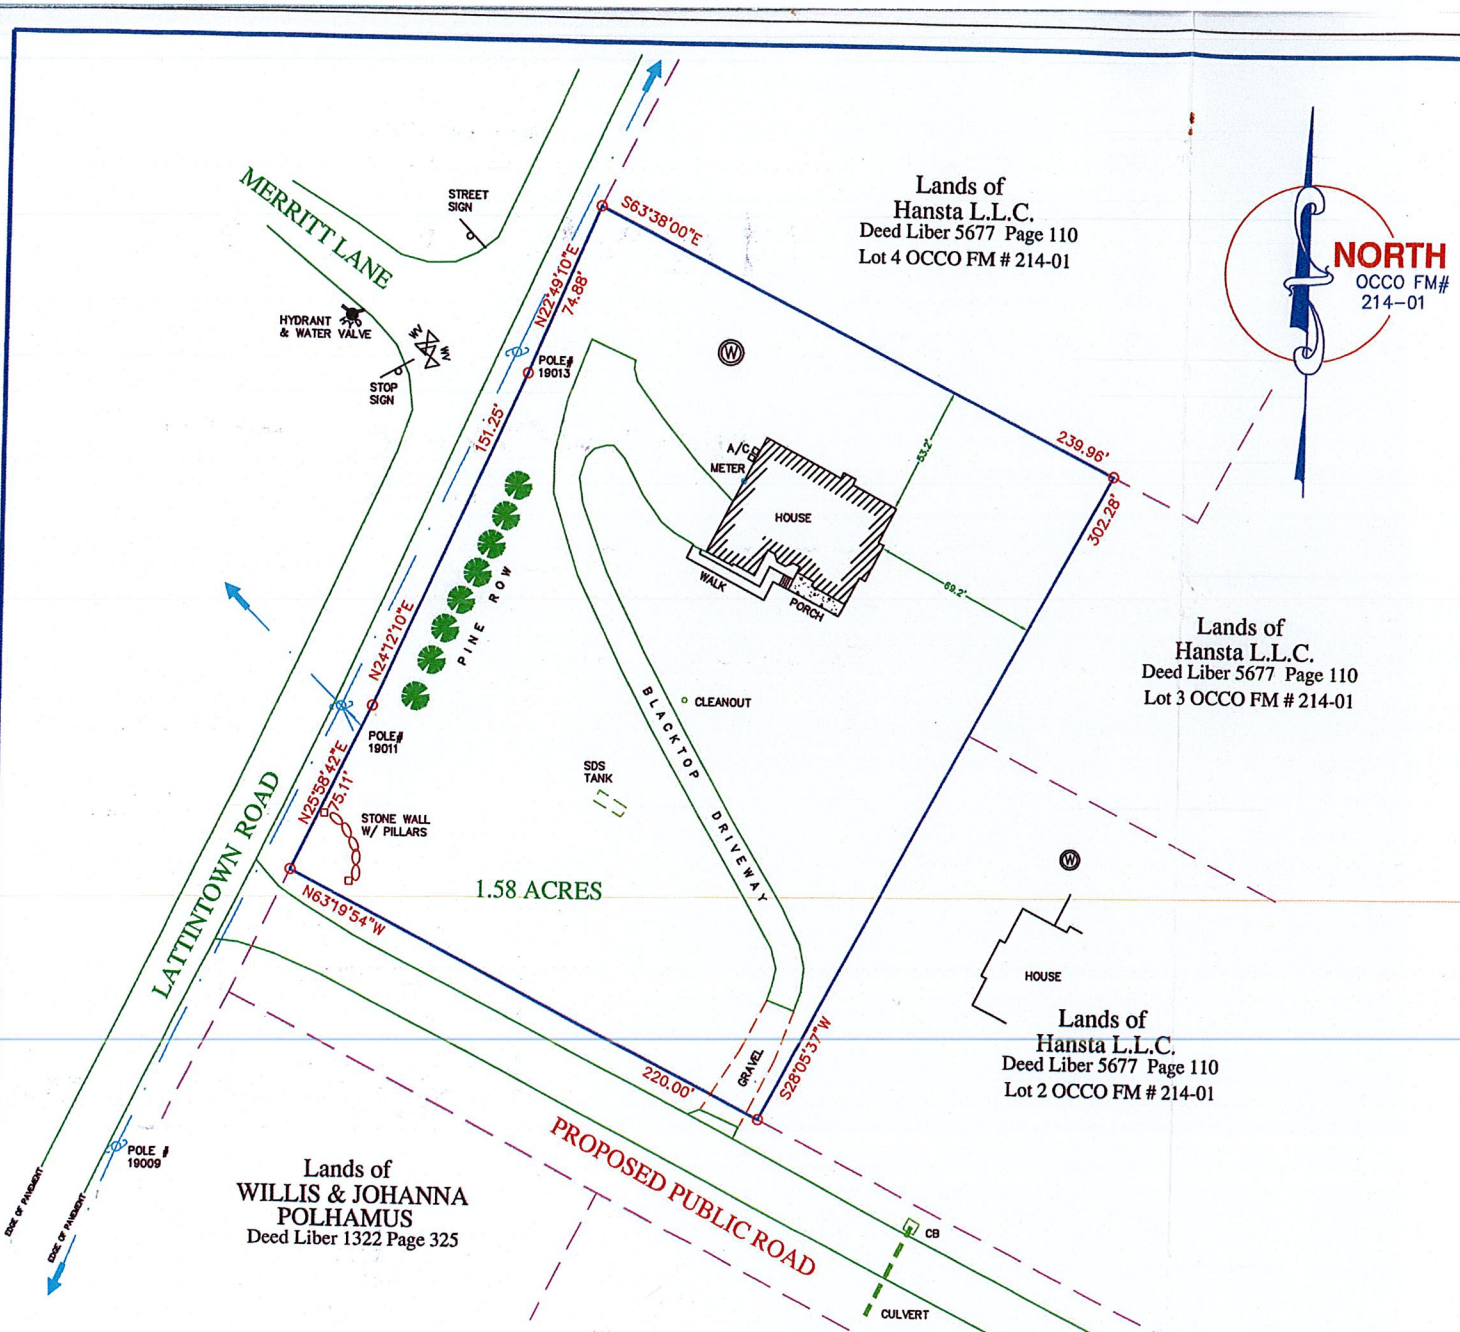 MERRITT LANE
STREET
SIGN
HYDRANT
& WATER VALVE
WV
WV
STOP
SIGN
S63°38'00"E
N22°49'10"E
74.88'
POLE#
19013
151.25'
Lands of
Hansta L.L.C.
Deed Liber 5677 Page 110
Lot 4 OCCO FM # 214-01
NORTH
OCCO FM#
214-01
W
A/C
METER
HOUSE
WALK
PORCH
53.2'
69.2'
239.96'
302.28'
PINE ROW
N24°12'10"E
POLE#
19011
N25°58'42"E
75.11'
STONE WALL
W/ PILLARS
CLEANOUT
SDS
TANK
BLACKTOP DRIVEWAY
1.58 ACRES
Lands of
Hansta L.L.C.
Deed Liber 5677 Page 110
Lot 3 OCCO FM # 214-01
LATTINTOWN ROAD
N63°19'54"W
W
HOUSE
Lands of
Hansta L.L.C.
Deed Liber 5677 Page 110
Lot 2 OCCO FM # 214-01
GRAVEL
S28°05'37"W
220.00'
PROPOSED PUBLIC ROAD
POLE #
19009
EDGE OF PAVEMENT
EDGE OF PAVEMENT
Lands of
WILLIS & JOHANNA
POLHAMUS
Deed Liber 1322 Page 325
CB
CULVERT